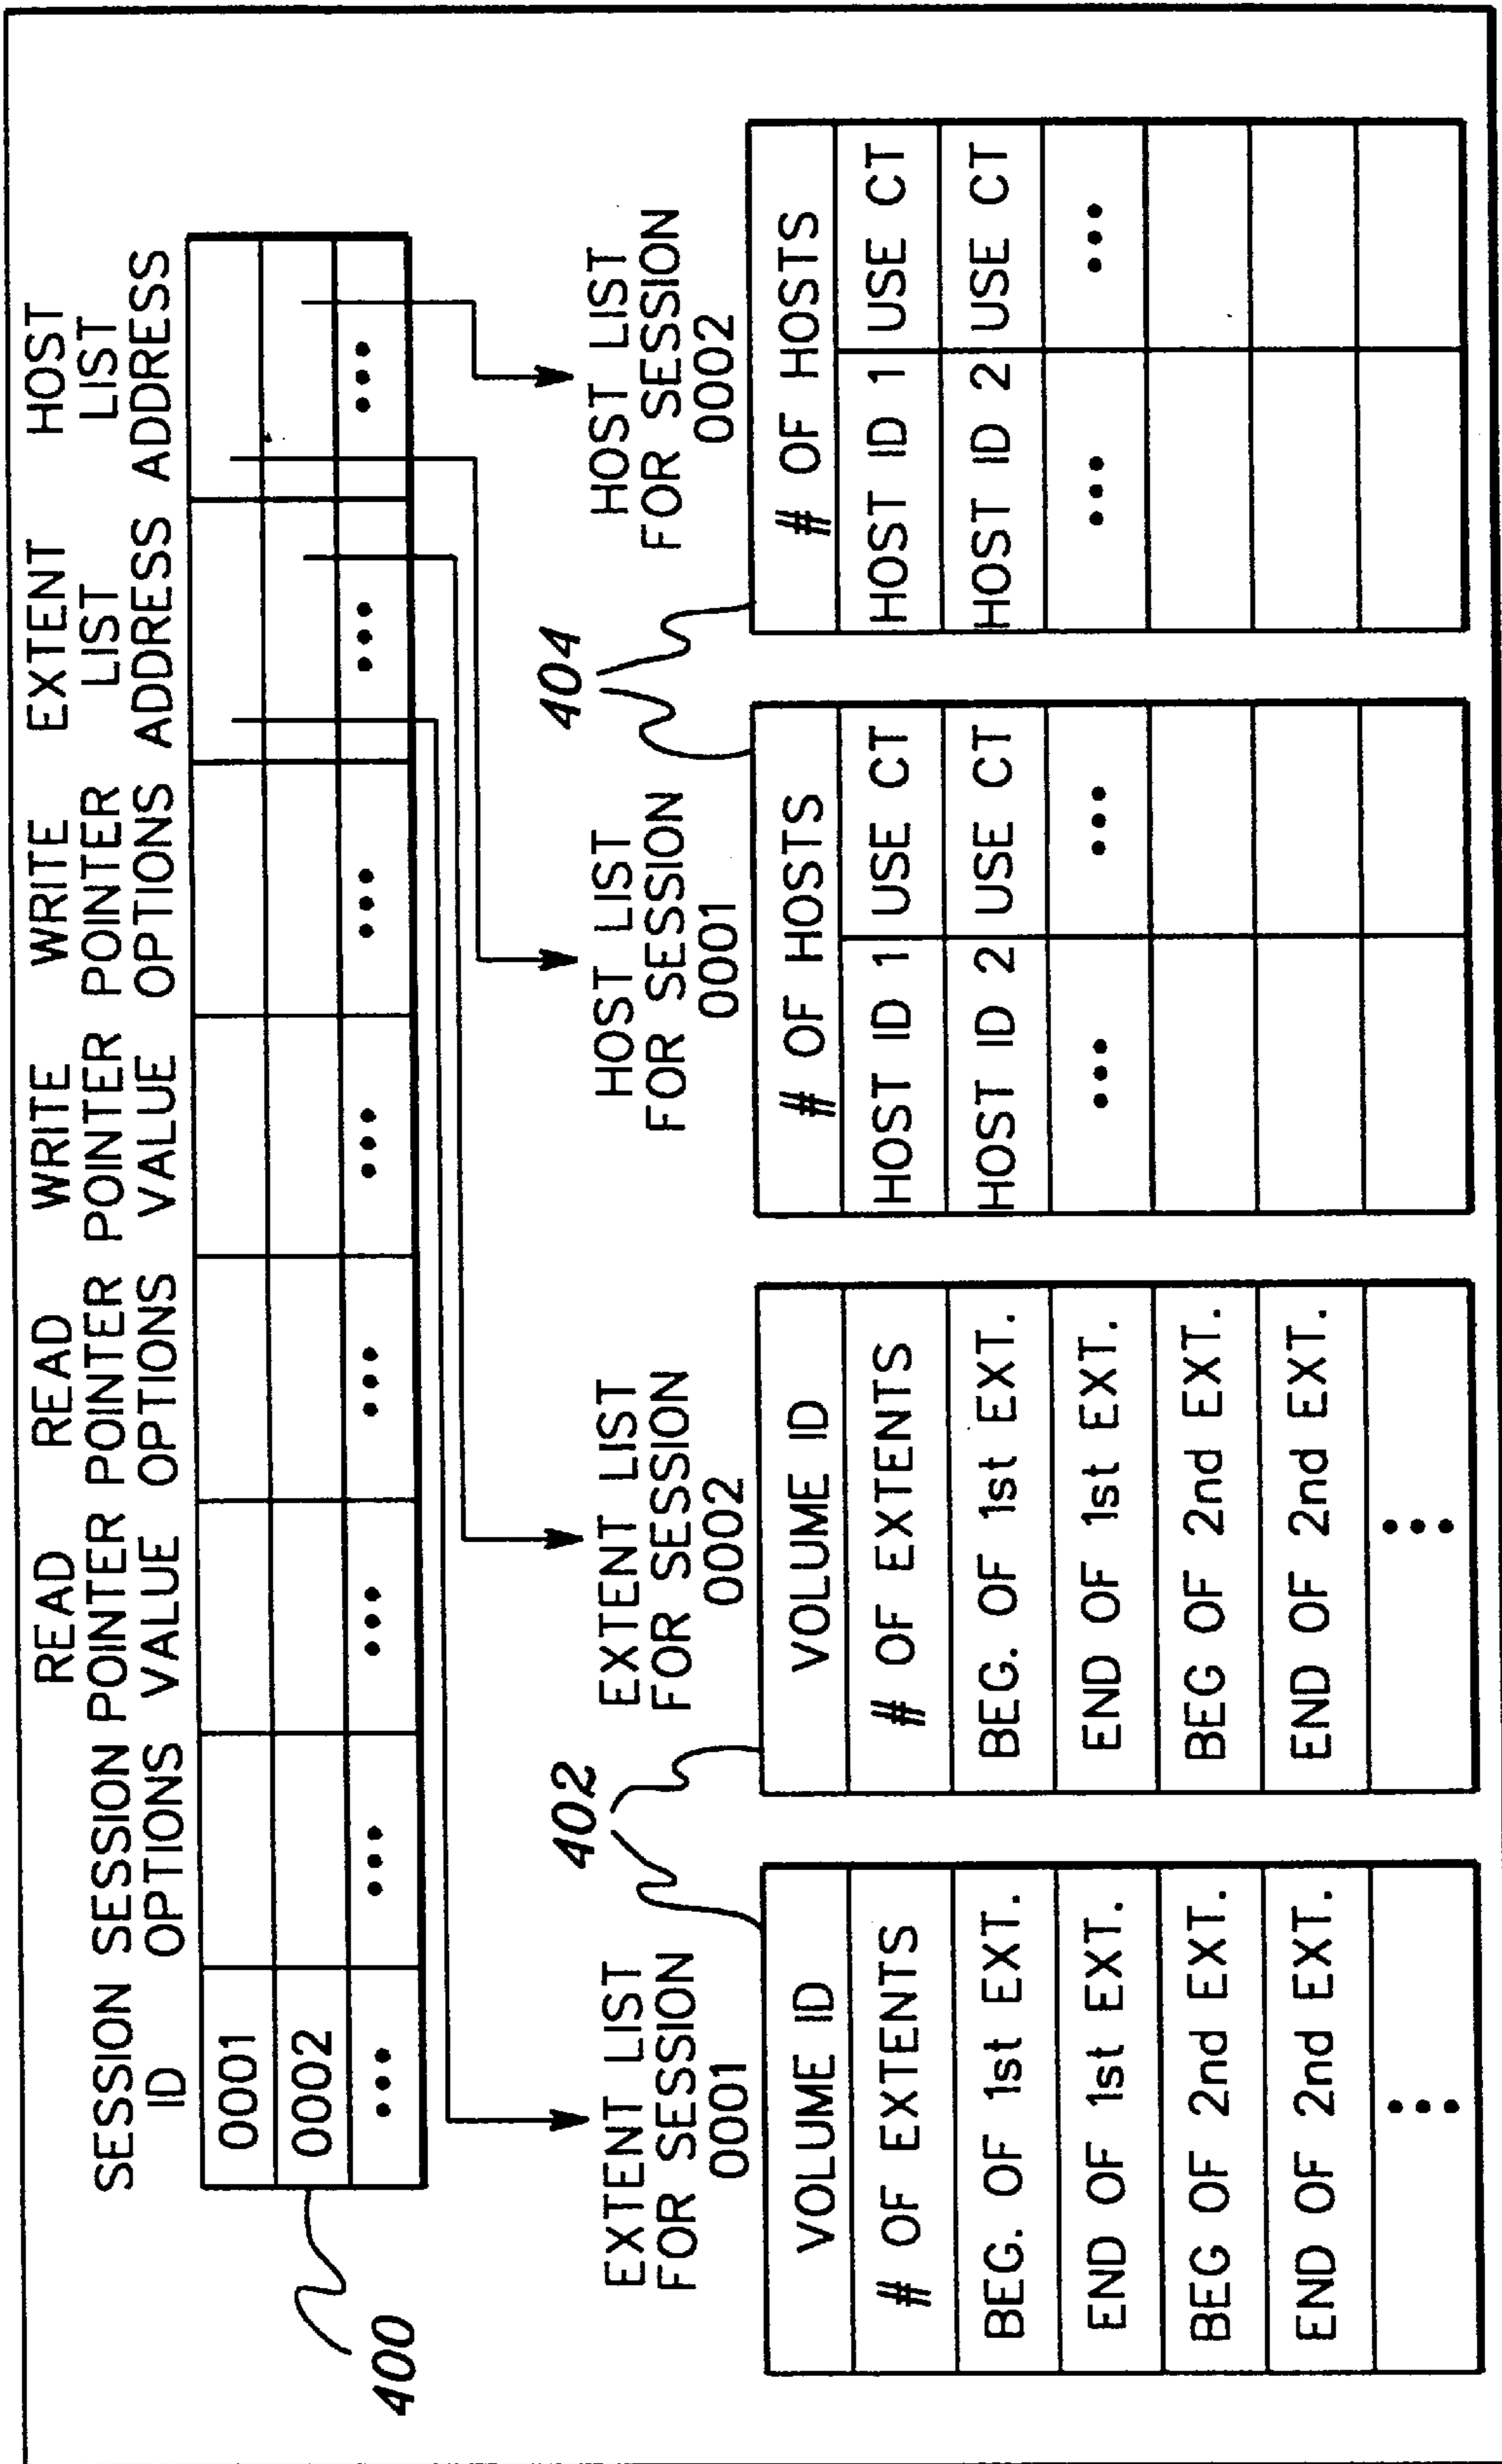 SESSION ID
SESSION OPTIONS
READ POINTER VALUE
READ POINTER OPTIONS
WRITE POINTER VALUE
WRITE POINTER OPTIONS
EXTENT LIST ADDRESS
HOST LIST ADDRESS
0001
0002
••• ••• ••• ••• ••• ••• ••• •••
400
EXTENT LIST
FOR SESSION
0001
VOLUME ID
# OF EXTENTS
BEG. OF 1st EXT.
END OF 1st EXT.
BEG OF 2nd EXT.
END OF 2nd EXT.
•••
402
EXTENT LIST
FOR SESSION
0002
VOLUME ID
# OF EXTENTS
BEG. OF 1st EXT.
END OF 1st EXT.
BEG OF 2nd EXT.
END OF 2nd EXT.
•••
HOST LIST
FOR SESSION
0001
# OF HOSTS
HOST ID 1 USE CT
HOST ID 2 USE CT
••• •••
404
HOST LIST
FOR SESSION
0002
# OF HOSTS
HOST ID 1 USE CT
HOST ID 2 USE CT
••• •••